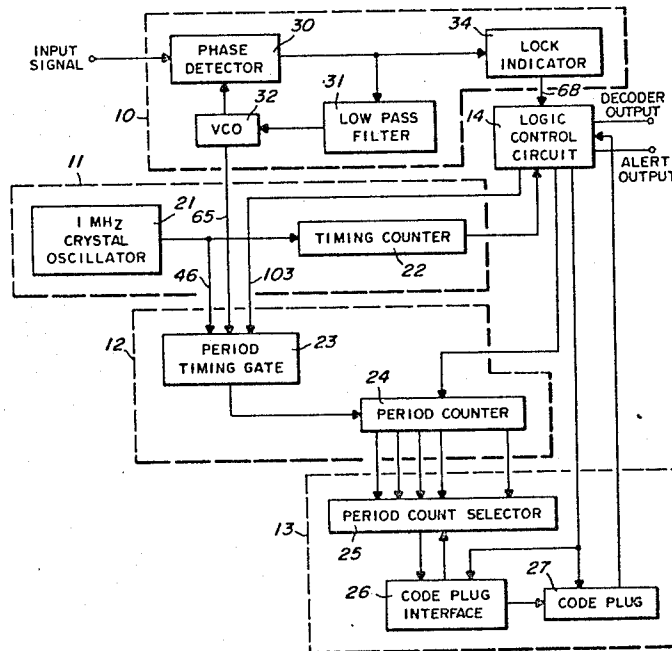 INPUT
SIGNAL
PHASE
DETECTOR
30
34
LOCK
INDICATOR
68
32
VCO
31
LOW PASS
FILTER
10
14
LOGIC
CONTROL
CIRCUIT
DECODER
OUTPUT
ALERT
OUTPUT
11
21
1 MHZ
CRYSTAL
OSCILLATOR
65
TIMING COUNTER
22
46
103
12
PERIOD
TIMING GATE
23
24
PERIOD COUNTER
13
PERIOD COUNT SELECTOR
25
26
CODE PLUG
INTERFACE
27
CODE PLUG